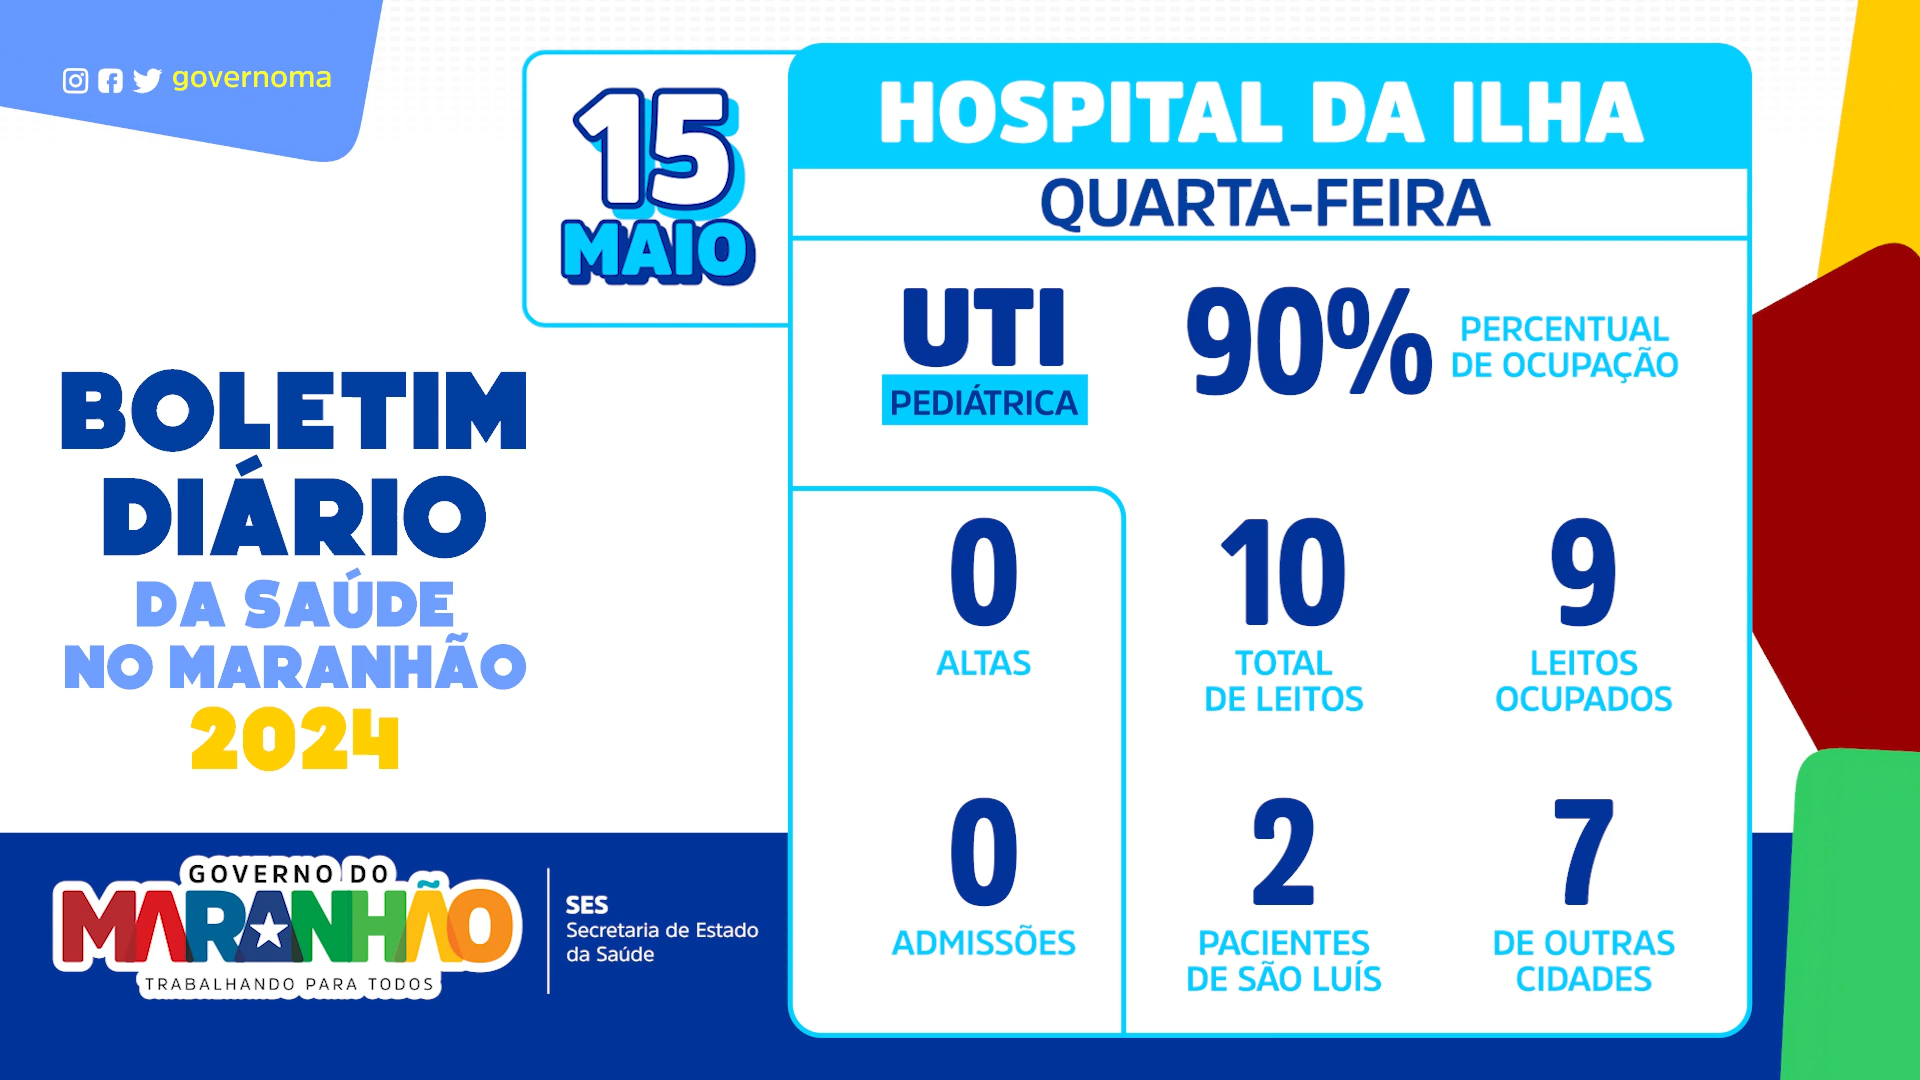 governoma
15
MAIO
HOSPITAL DA ILHA
QUARTA-FEIRA
UTI
PEDIÁTRICA
90%
PERCENTUAL
DE OCUPAÇÃO
BOLETIM
DIÁRIO
DA SAÚDE
NO MARANHÃO
2024
0
ALTAS
10
TOTAL
DE LEITOS
9
LEITOS
OCUPADOS
0
ADMISSÕES
2
PACIENTES
DE SÃO LUÍS
7
DE OUTRAS
CIDADES
GOVERNO DO
MARANHÃO
TRABALHANDO PARA TODOS
SES
Secretaria de Estado
da Saúde